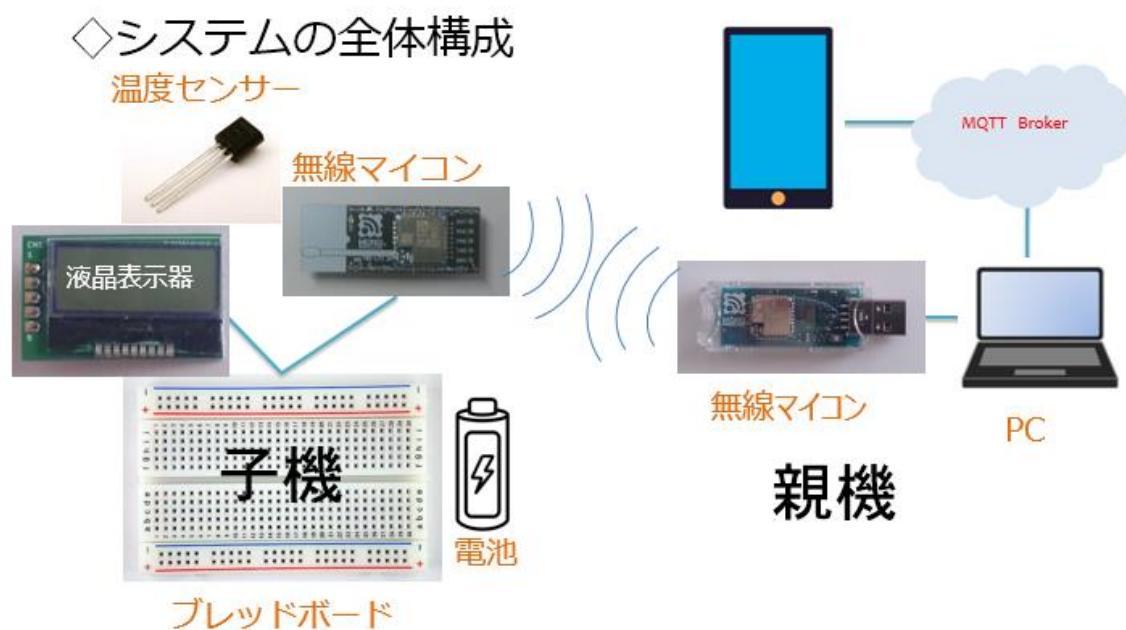 ◇システムの全体構成
温度センサー
無線マイコン
液晶表示器
CN1
MQTT Broker
無線マイコン
PC
子機
親機
電池
ブレッドボード